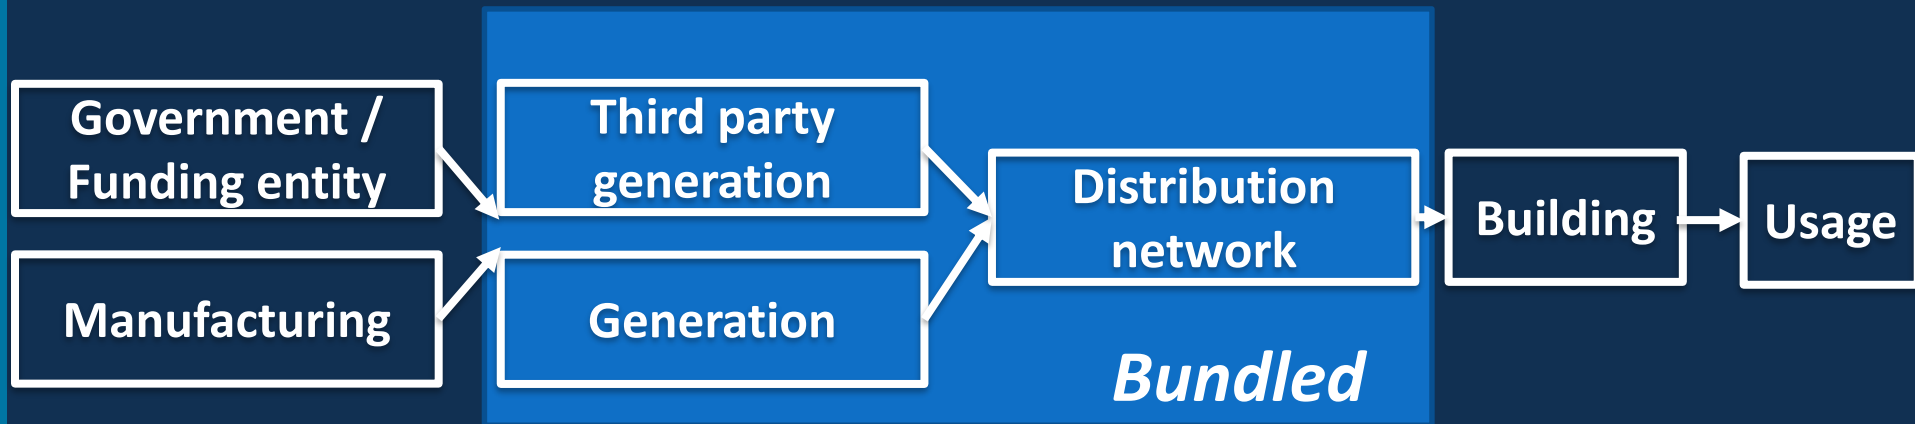 Government /
Funding entity
Manufacturing
Third party
generation
Generation
Distribution
network
Bundled
Building
Usage